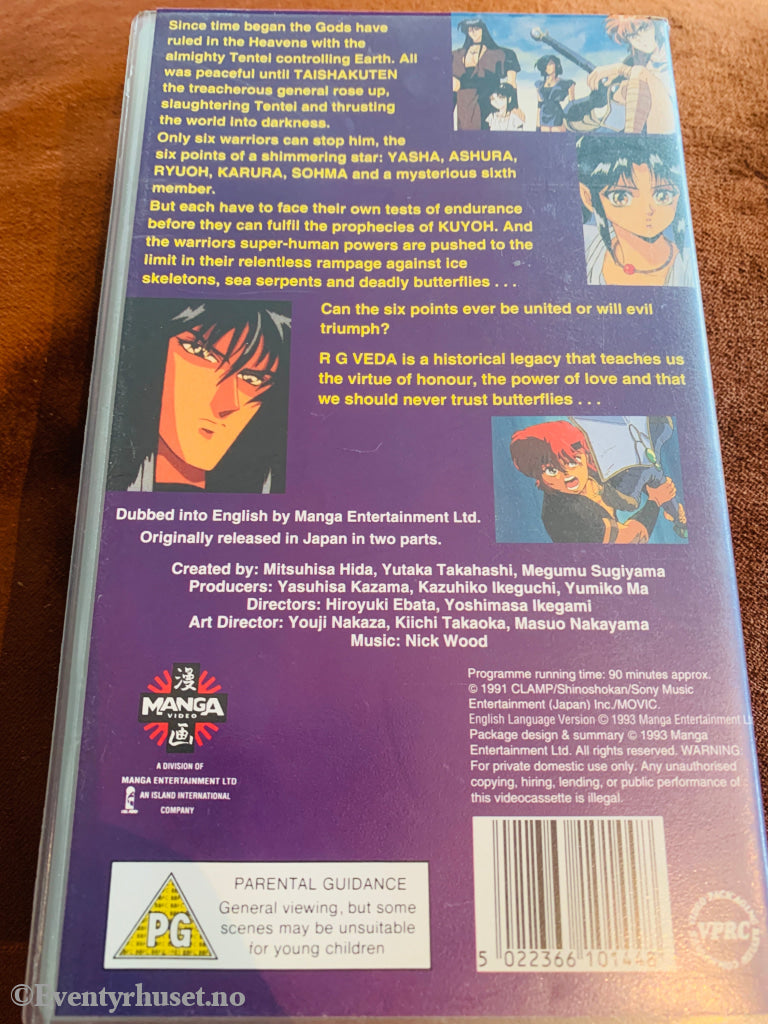 Since time began the Gods have
ruled in the Heavens with the
almighty Tentei controlling Earth. All
was peaceful until TAISHAKUTEN
the treacherous general rose up,
slaughtering Tentei and thrusting
the world into darkness.
Only six warriors can stop him, the
six points of a shimmering star: YASHA, ASHURA,
RYUOH, KARURA, SOHMA and a mysterious sixth
member.
But each have to face their own tests of endurance
before they can fulfil the prophecies of KUYOH. And
the warriors super-human powers are pushed to the
limit in their relentless rampage against ice
skeletons, sea serpents and deadly butterflies . . .
Can the six points ever be united or will evil
triumph?
R G VEDA is a historical legacy that teaches us
the virtue of honour, the power of love and that
we should never trust butterflies . . .
Dubbed into English by Manga Entertainment Ltd.
Originally released in Japan in two parts.
Created by: Mitsuhisa Hida, Yutaka Takahashi, Megumu Sugiyama
Producers: Yasuhisa Kazama, Kazuhiko Ikeguchi, Yumiko Ma
Directors: Hiroyuki Ebata, Yoshimasa Ikegami
Art Director: Youji Nakaza, Kiichi Takaoka, Masuo Nakayama
Music: Nick Wood
漫
MANGA
VIDEO
画
A DIVISION OF
MANGA ENTERTAINMENT LTD
AN ISLAND INTERNATIONAL
COMPANY
Programme running time: 90 minutes approx.
© 1991 CLAMP/Shinoshokan/Sony Music
Entertainment (Japan) Inc./MOVIC.
English Language Version © 1993 Manga Entertainment L
Package design & summary © 1993 Manga
Entertainment Ltd. All rights reserved. WARNING:
For private domestic use only. Any unauthorised
copying, hiring, lending, or public performance of
this videocassette is illegal.
PG
PARENTAL GUIDANCE
General viewing, but some
scenes may be unsuitable
for young children
5 022366 101448
VPRC
©Eventyrhuset.no